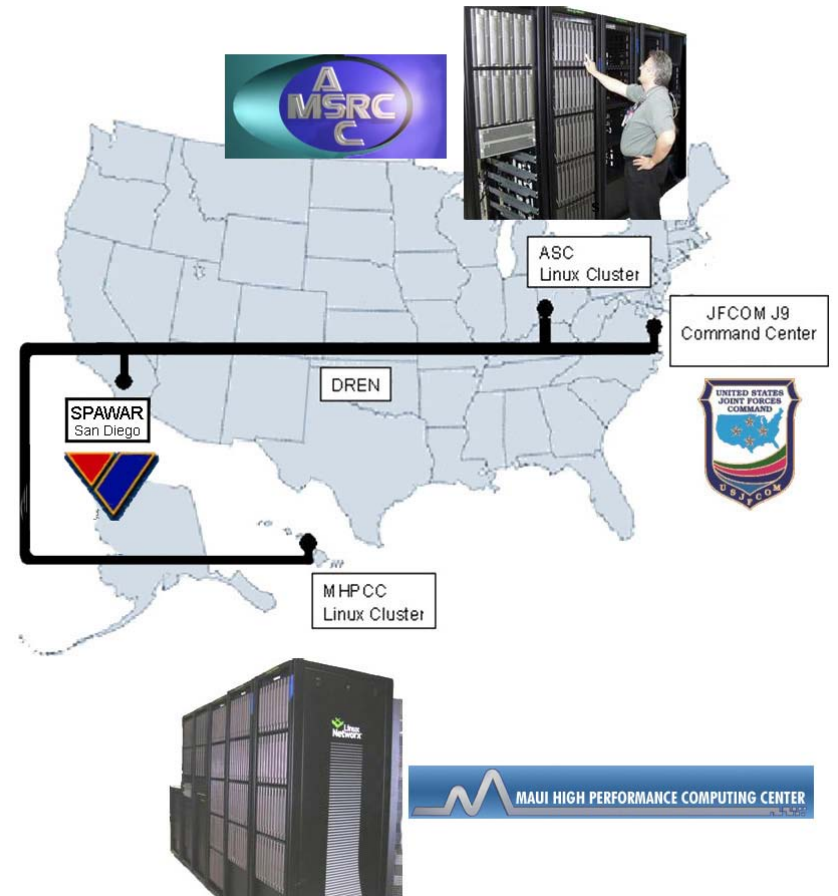 A
MSRC
C
ASC
Linux Cluster
JFCOM J9
Command Center
DREN
SPAWAR
San Diego
UNITED STATES
JOINT FORCES
COMMAND
USJFCOM
MHPCC
Linux Cluster
Linux
Networx
MAUI HIGH PERFORMANCE COMPUTING CENTER